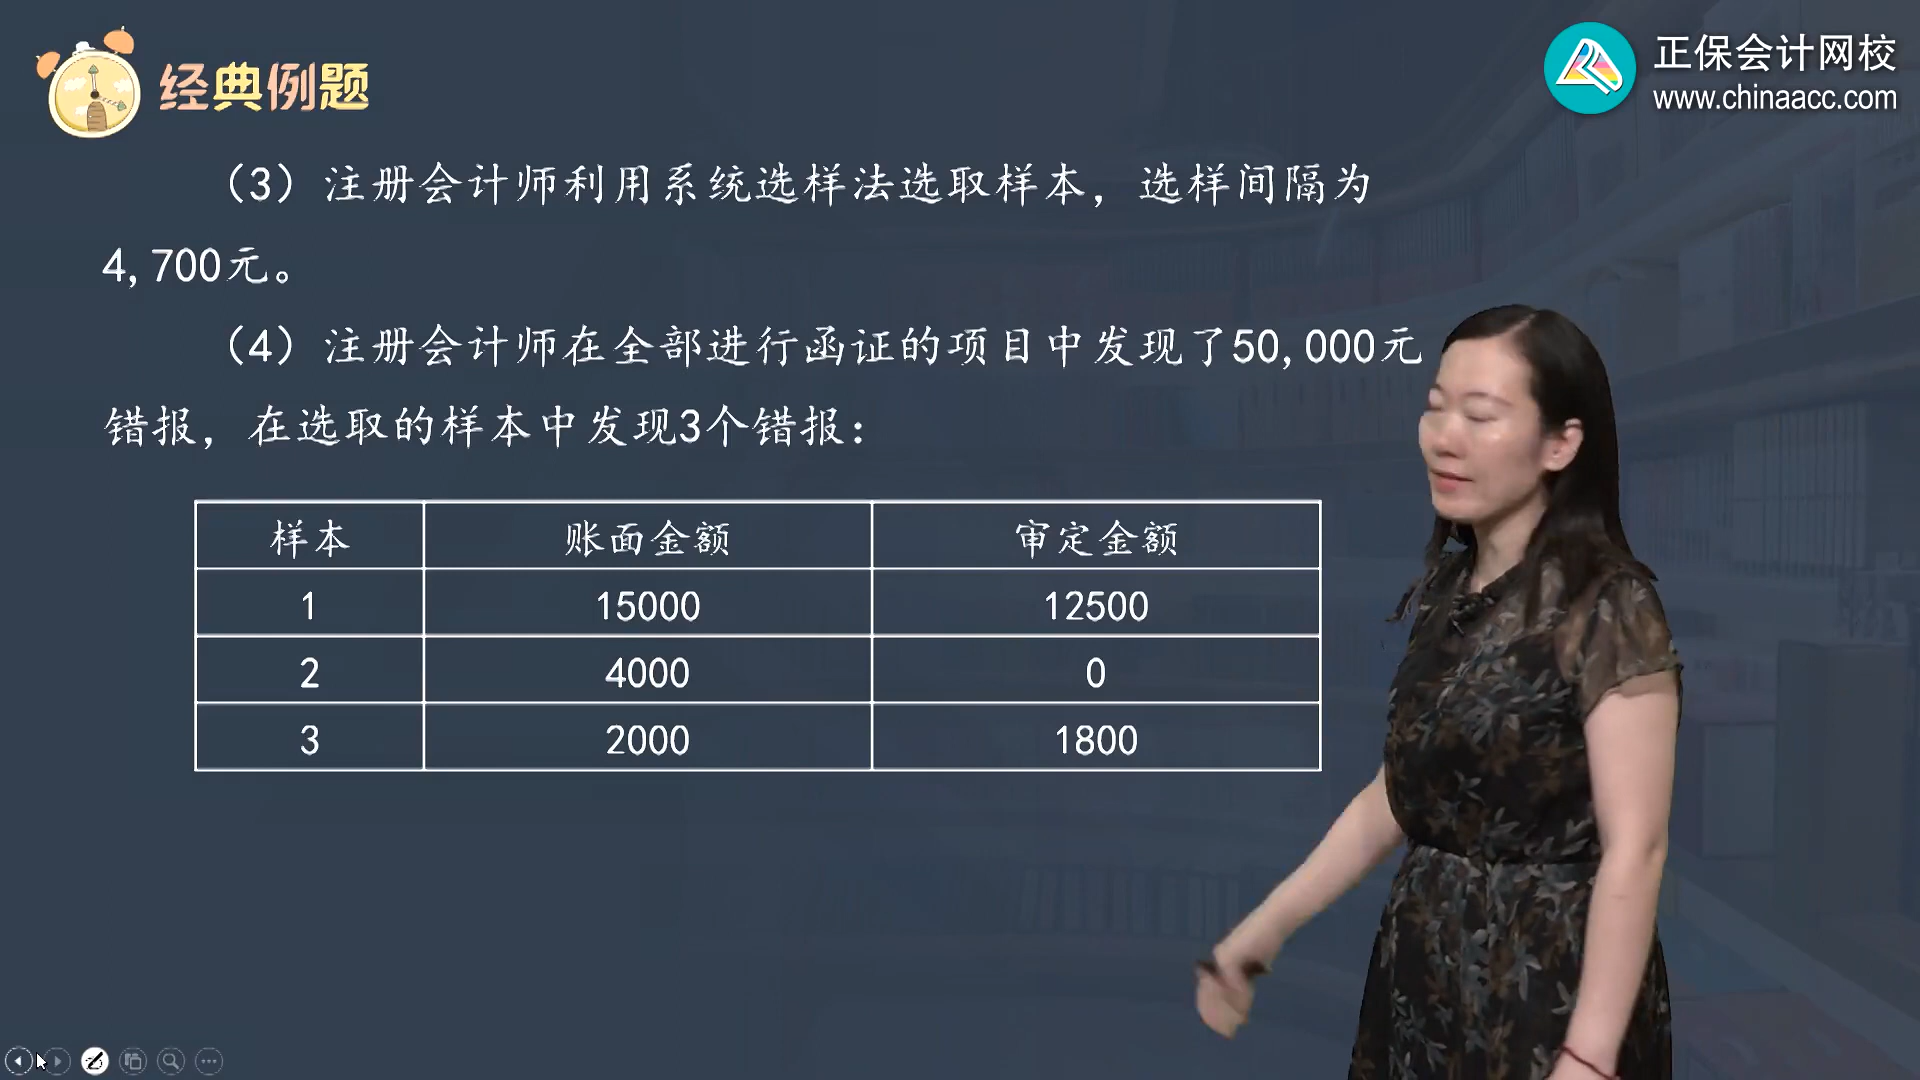 经典例题
正保会计网校
www.chinaacc.com
（3）注册会计师利用系统选样法选取样本，选样间隔为
4,700元。
（4）注册会计师在全部进行函证的项目中发现了50,000元
错报，在选取的样本中发现3个错报：
样本 账面金额 审定金额
1 15000 12500
2 4000 0
3 2000 1800